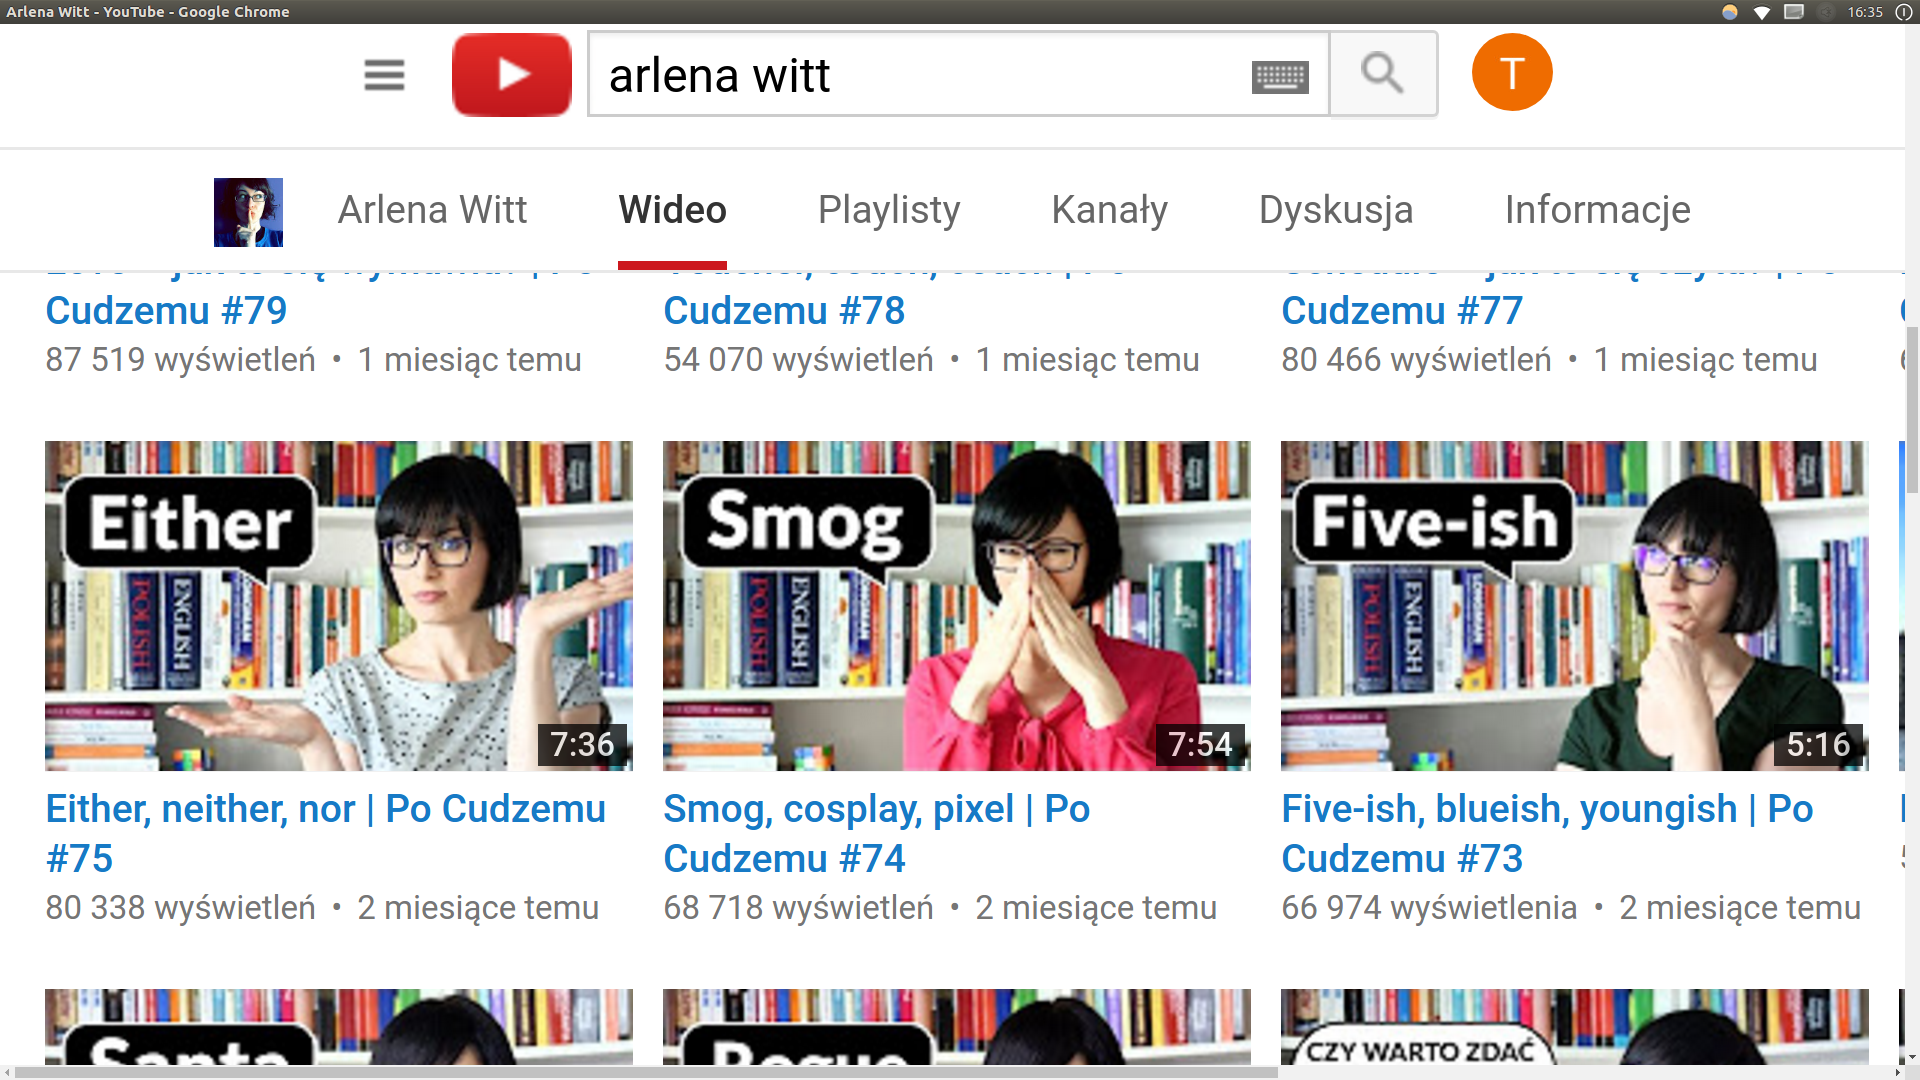 Arlena Witt - YouTube - Google Chrome
16:35
arlena witt
T
Arlena Witt
Wideo
Playlisty
Kanały
Dyskusja
Informacje
Cudzemu #79
87 519 wyświetleń • 1 miesiąc temu
Cudzemu #78
54 070 wyświetleń • 1 miesiąc temu
Cudzemu #77
80 466 wyświetleń • 1 miesiąc temu
Either
POLISH
ENGLISH
LONGMAN
7:36
Either, neither, nor | Po Cudzemu
#75
80 338 wyświetleń • 2 miesiące temu
Smog
POLISH
ENGLISH
LONGMAN
7:54
Smog, cosplay, pixel | Po
Cudzemu #74
68 718 wyświetleń • 2 miesiące temu
Five-ish
POLISH
ENGLISH
LONGMAN
5:16
Five-ish, blueish, youngish | Po
Cudzemu #73
66 974 wyświetlenia • 2 miesiące temu
Santa
Rogue
CZY WARTO ZDAĆ